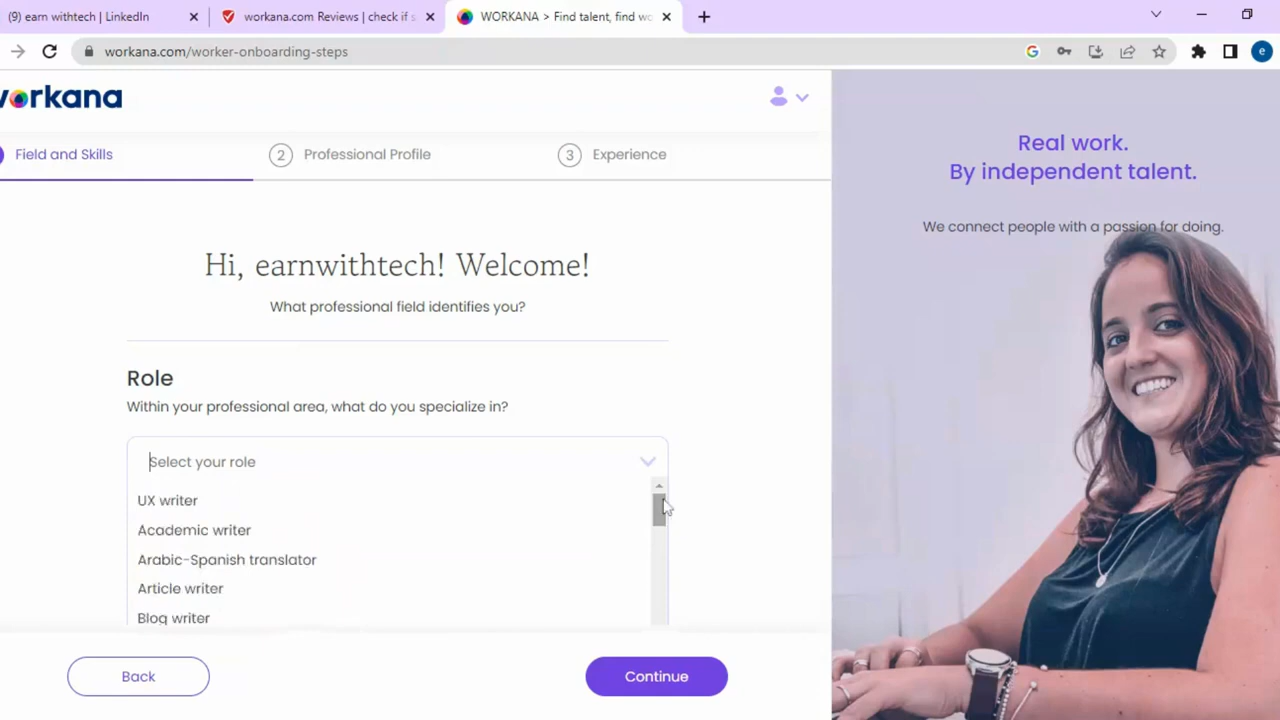 (9) earn withtech | LinkedIn
workana.com Reviews | check if s
WORKANA > Find talent, find wo
workana.com/worker-onboarding-steps
e
workana
Field and Skills
2 Professional Profile
3 Experience
Hi, earnwithtech! Welcome!
What professional field identifies you?
Role
Within your professional area, what do you specialize in?
Select your role
UX writer
Academic writer
Arabic-Spanish translator
Article writer
Blog writer
Back
Continue
Real work.
By independent talent.
We connect people with a passion for doing.